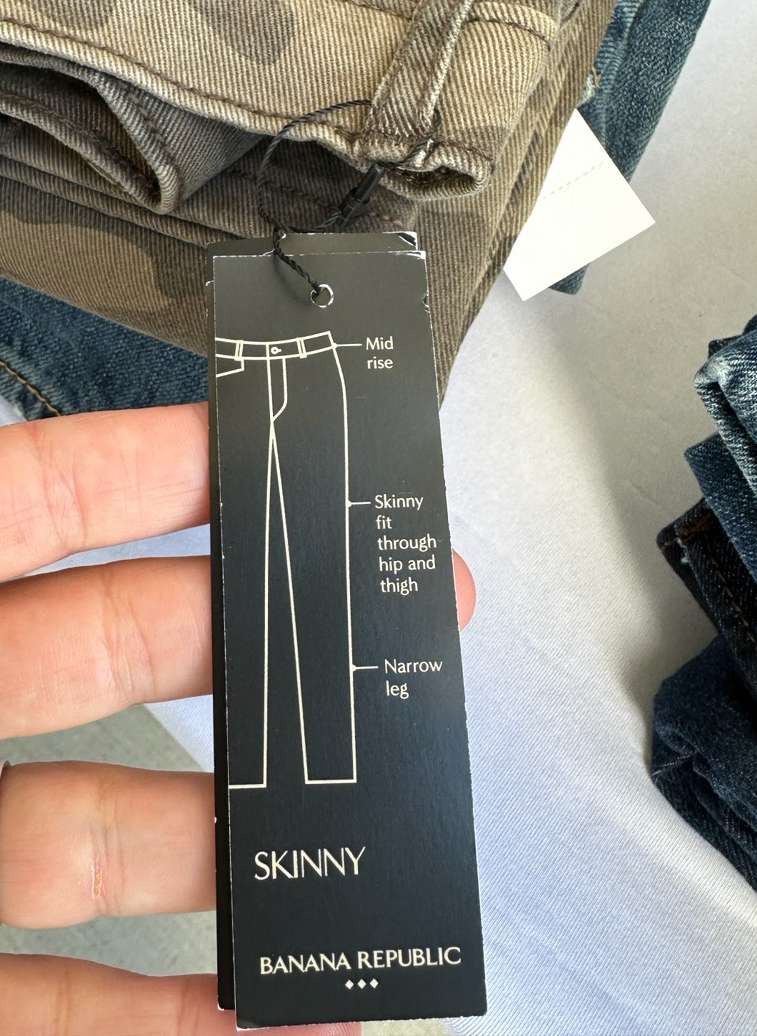 Mid
rise
Skinny
fit
through
hip and
thigh
Narrow
leg
SKINNY
BANANA REPUBLIC